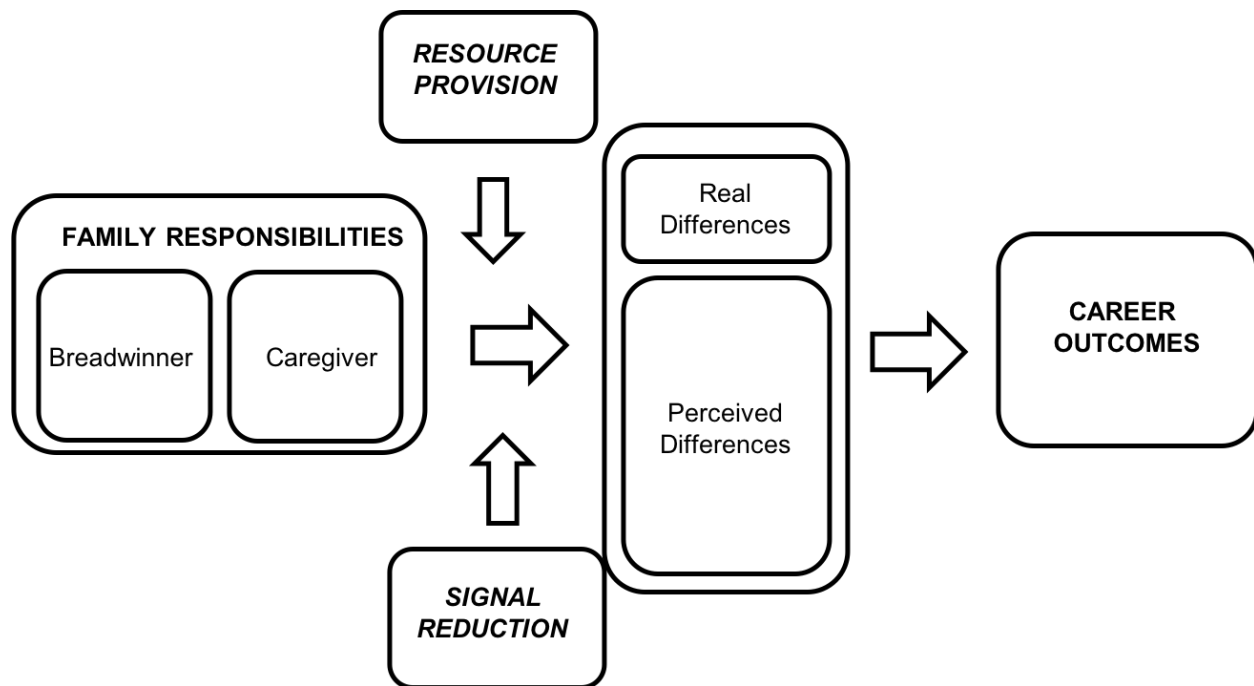 RESOURCE
PROVISION
FAMILY RESPONSIBILITIES
Breadwinner
Caregiver
Real
Differences
Perceived
Differences
CAREER
OUTCOMES
SIGNAL
REDUCTION